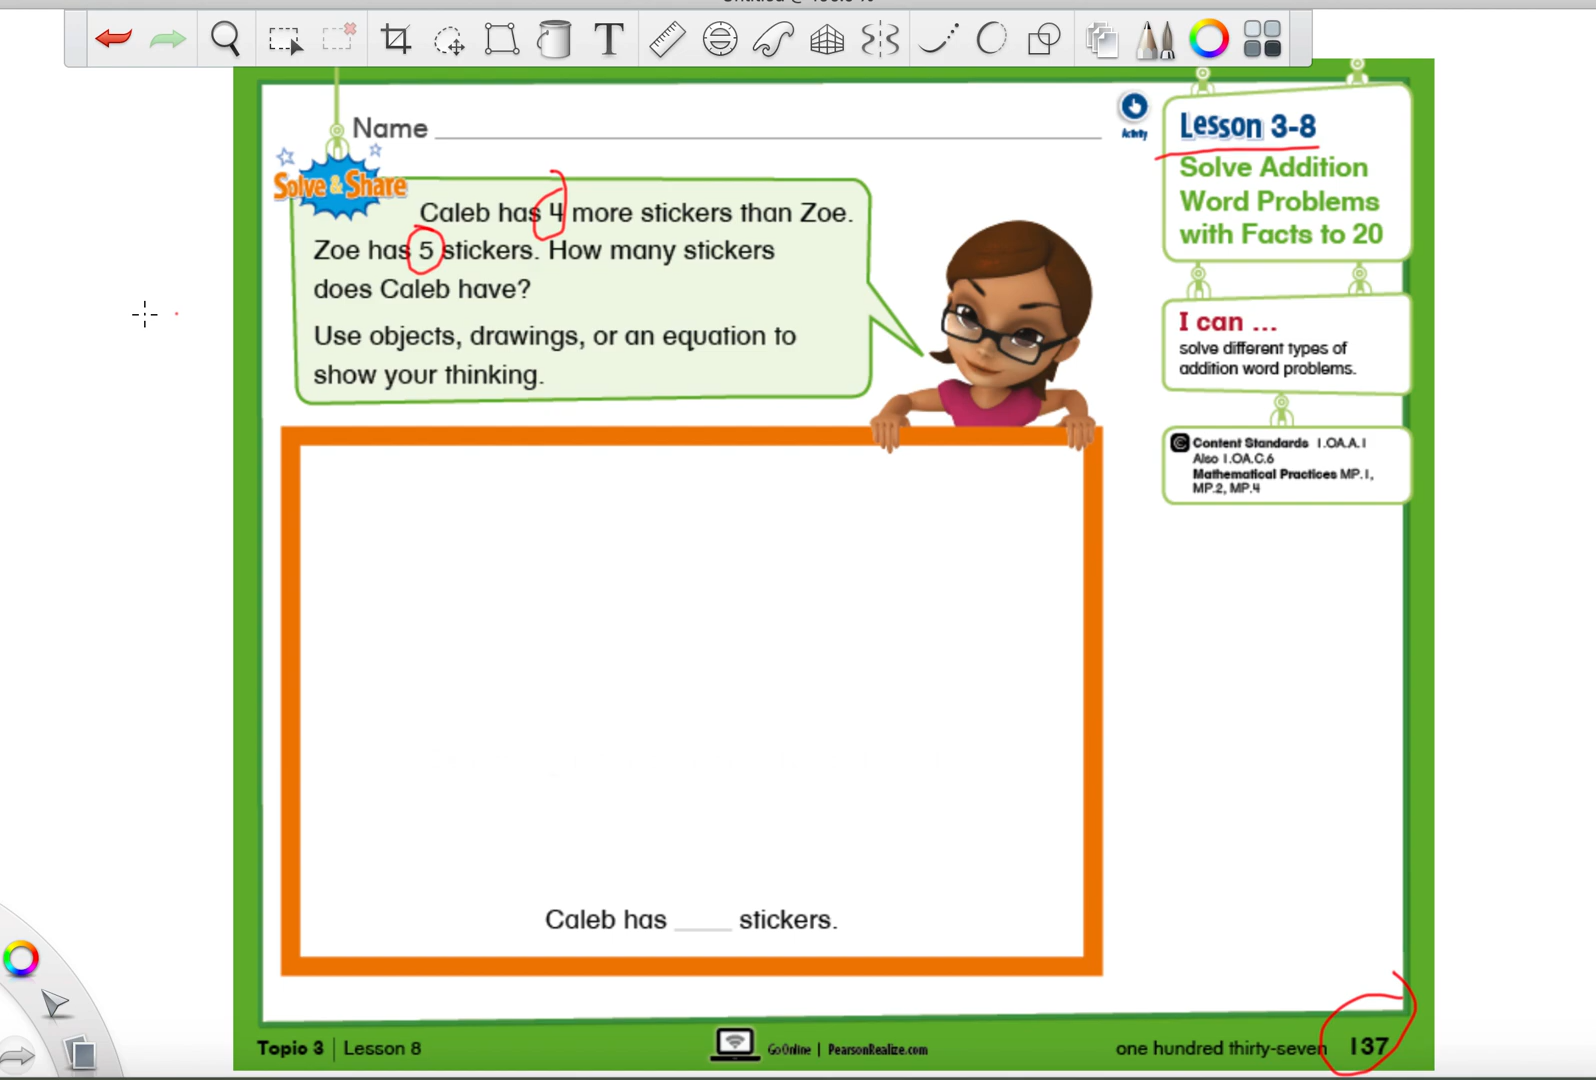 Name
Activity
Lesson 3-8
Solve Addition
Word Problems
with Facts to 20
Solve & Share
Caleb has 4 more stickers than Zoe.
Zoe has 5 stickers. How many stickers
does Caleb have?
Use objects, drawings, or an equation to
show your thinking.
I can ...
solve different types of
addition word problems.
Content Standards 1.OA.A.1
Also 1.OA.C.6
Mathematical Practices MP.1,
MP.2, MP.4
Caleb has ____ stickers.
Topic 3 | Lesson 8
Go Online | PearsonRealize.com
one hundred thirty-seven 137